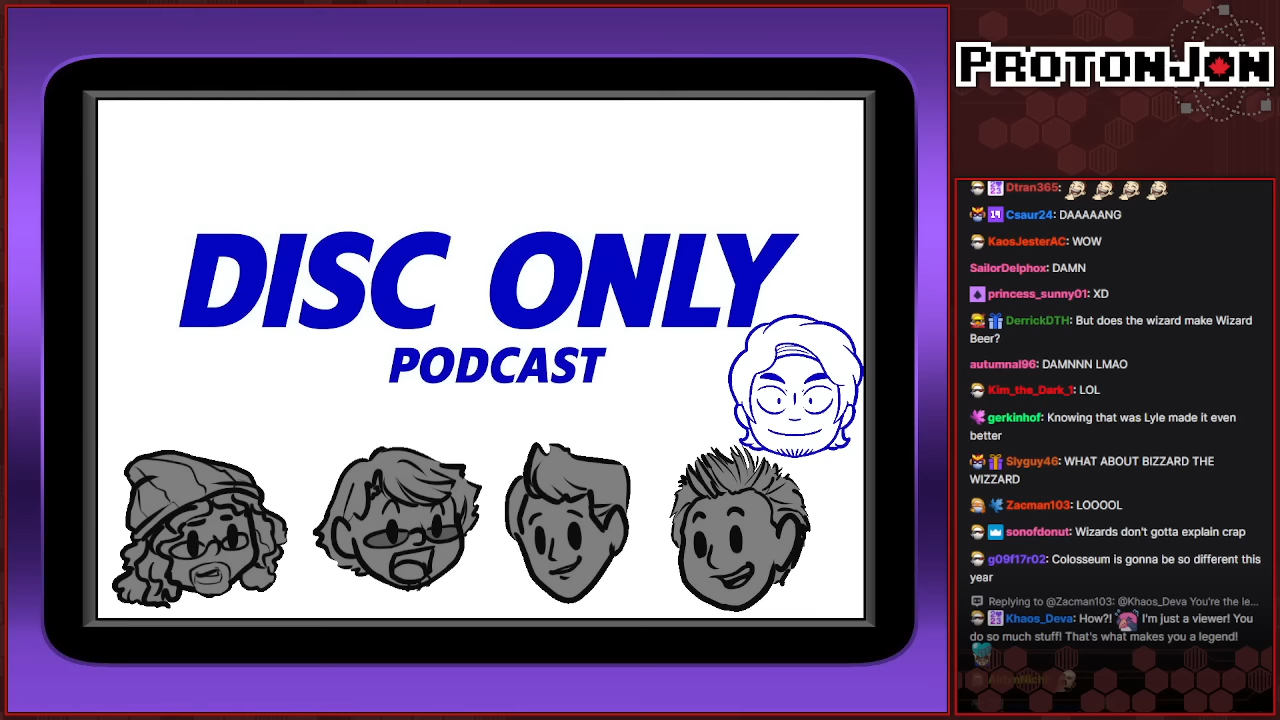 PROTONJON
DISC ONLY
PODCAST
Dtran365:
Csaur24: DAAAAANG
KaosJesterAC: WOW
SailorDelphox: DAMN
princess_sunny01: XD
DerrickDTH: But does the wizard make Wizard
Beer?
autumnal96: DAMNNN LMAO
Kim_the_Dark_1: LOL
gerkinhof: Knowing that was Lyle made it even
better
Slyguy46: WHAT ABOUT BIZZARD THE
WIZZARD
Zacman103: LOOOOL
sonofdonut: Wizards don't gotta explain crap
g09f17r02: Colosseum is gonna be so different this
year
Replying to @Zacman103: @Khaos_Deva You're the le...
Khaos_Deva: How?! I'm just a viewer! You
do so much stuff! That's what makes you a legend!